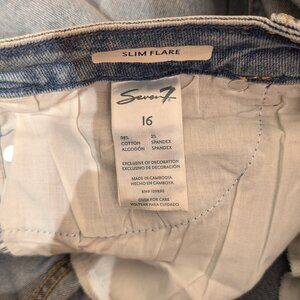 SLIM FLARE
Seven7
16
98% 2%
COTTON SPANDEX
ALGODÓN SPANDEX
EXCLUSIVE OF DECORATION
EXCLUSIVO DE DECORACIÓN
MADE IN CAMBODIA
HECHO EN CAMBOYA
OVER FOR CARE
VOLTEAR PARA CUIDADO